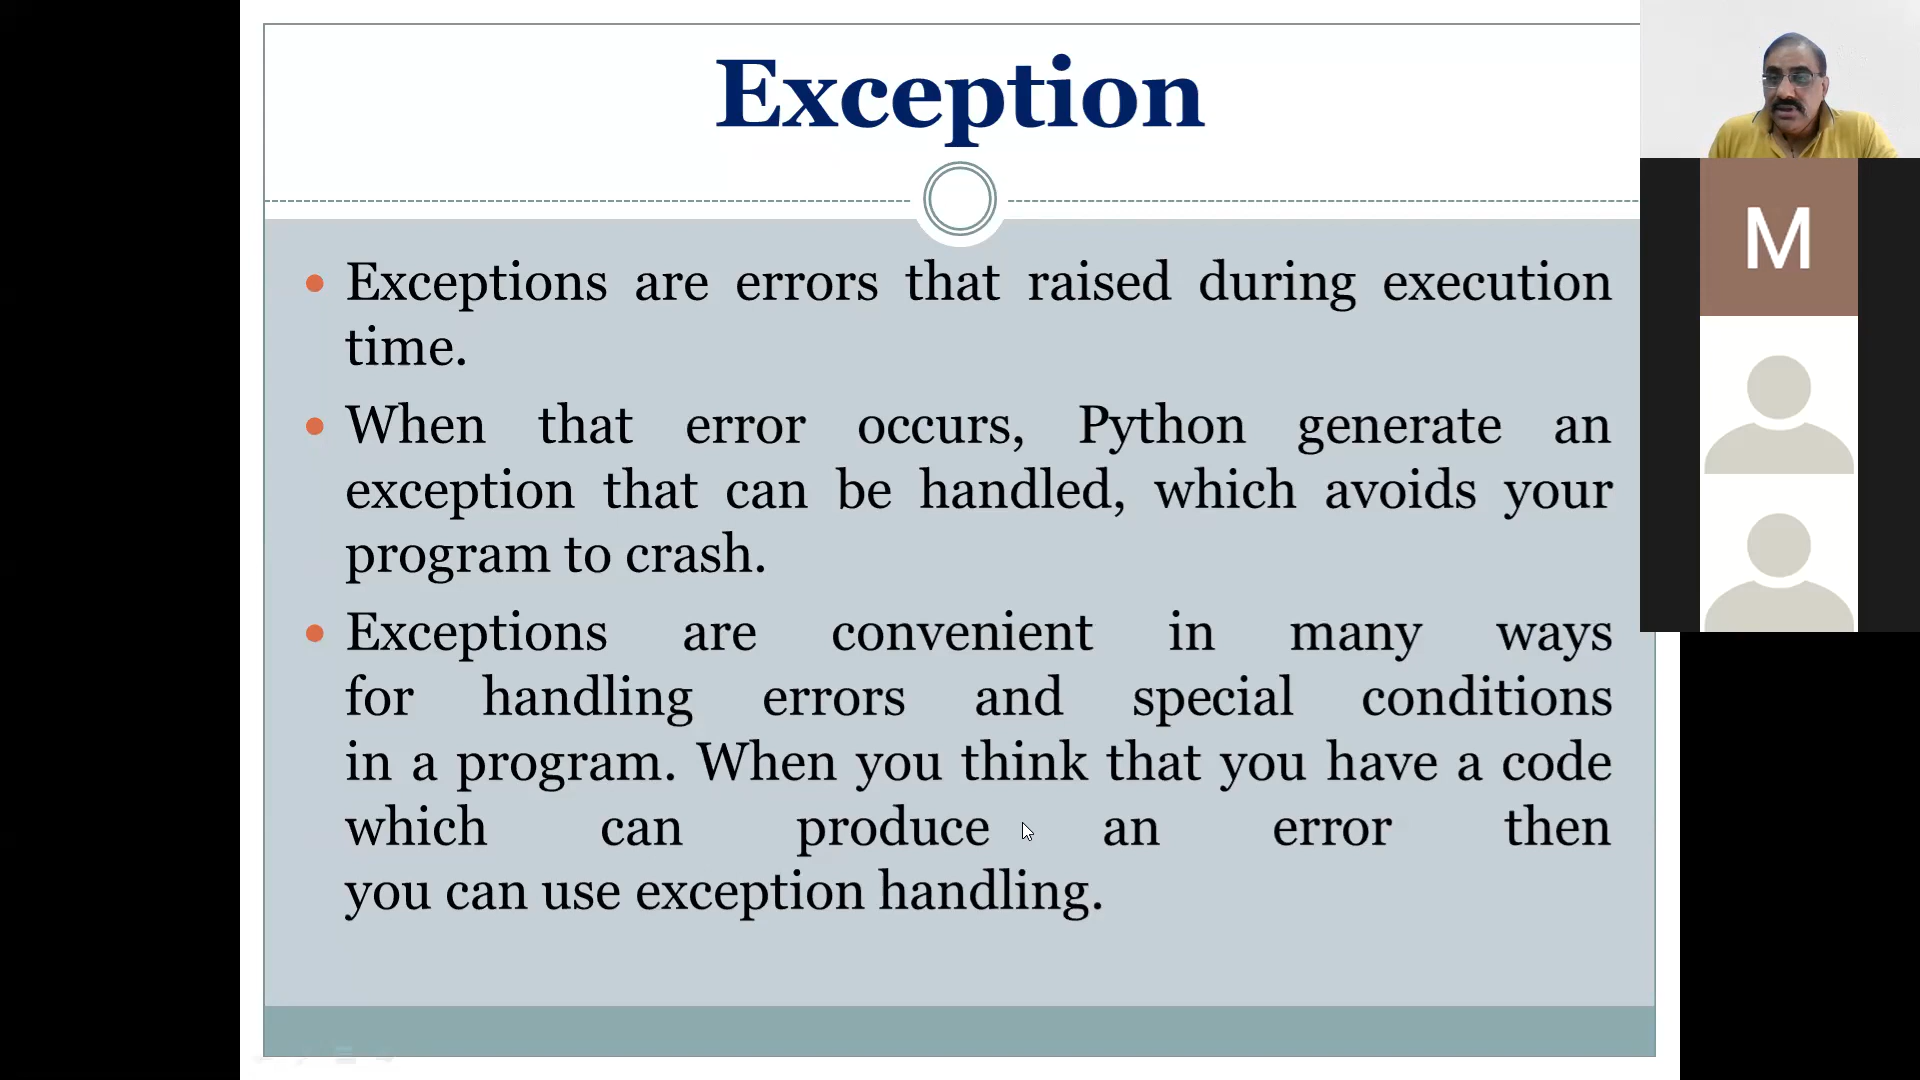 Exception
Exceptions are errors that raised during execution
time.
When that error occurs, Python generate an
exception that can be handled, which avoids your
program to crash.
Exceptions are convenient in many ways
for handling errors and special conditions
in a program. When you think that you have a code
which can produce an error then
you can use exception handling.
M